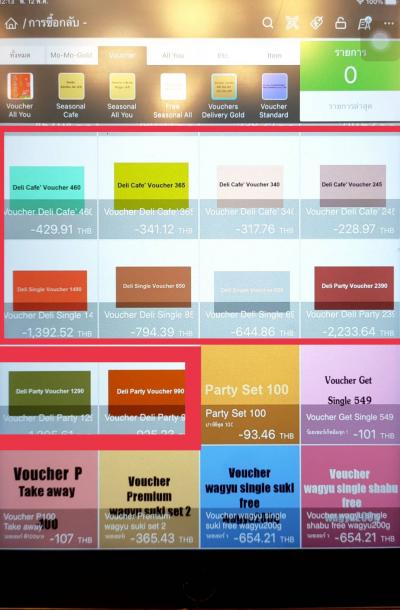 12:13 พ. 12 พ.ค.
100%
/ การซื้อกลับ -
ทั้งหมด
Mo-Mo-Gold
Voucher
All You
Etc.
Item
รายการ
0
รายการล่าสุด
Voucher
All You
Seasonal
Cafe
Seasonal
All You
Free
Seasonal All
Vouchers
Delivery Gold
Voucher
Standard
Deli Cafe' Voucher 460
Voucher Deli Cafe' 460
-429.91 THB
Deli Cafe' Voucher 365
Voucher Deli Cafe' 365
-341.12 THB
Deli Cafe' Voucher 340
Voucher Deli Cafe' 340
-317.76 THB
Deli Cafe' Voucher 245
Voucher Deli Cafe' 245
-228.97 THB
Deli Single Voucher 1490
Voucher Deli Single 14
-1,392.52 THB
Deli Single Voucher 850
Voucher Deli Single 85
-794.39 THB
Deli Single Voucher
Voucher Deli Single
-644.86 THB
Deli Party Voucher 2390
Voucher Deli Party 239
-2,233.64 THB
Deli Party Voucher 1290
Voucher Deli Party 129
Deli Party Voucher 990
Voucher Deli Party 9
Party Set 100
Party Set 100
-93.46 THB
Voucher Get
Single 549
Voucher Get Single 549
-101 THB
Voucher P
Take away
100
Voucher P100
Take away
-107 THB
Voucher
Premium
wagyu suki set 2
Voucher Premium
wagyu suki set 2
-365.43 THB
Voucher
wagyu single suki
free
wagyu200g
Voucher wagyu single
suki free wagyu200g
-654.21 THB
Voucher
wagyu single shabu
free
wagyu200g
Voucher wagyu single
shabu free wagyu200g
-654.21 THB